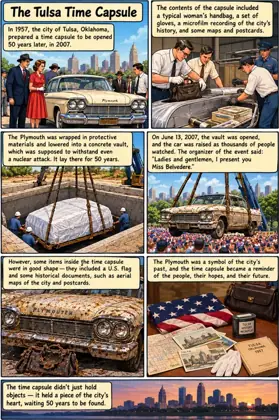 The Tulsa Time Capsule
In 1957, the city of Tulsa, Oklahoma,
prepared a time capsule to be opened
50 years later, in 2007.
The contents of the capsule included
a typical woman's handbag, a set of
gloves, a microfilm recording of the city's
history, and some maps and postcards.
Plymouth
The Plymouth was wrapped in protective
materials and lowered into a concrete vault,
which was supposed to withstand even
a nuclear attack. It lay there for 50 years.
On June 13, 2007, the vault was opened,
and the car was raised as thousands of people
watched. The organizer of the event said:
"Ladies and gentlemen, I present you
Miss Belvedere."
However, some items inside the time capsule
were in good shape — they included a U.S. flag
and some historical documents, such as aerial
maps of the city and postcards.
The Plymouth was a symbol of the city's
past, and the time capsule became a reminder
of the people, their hopes, and their future.
PLYMOUTH
The time capsule didn't just hold
objects — it held a piece of the city's
heart, waiting 50 years to be found.